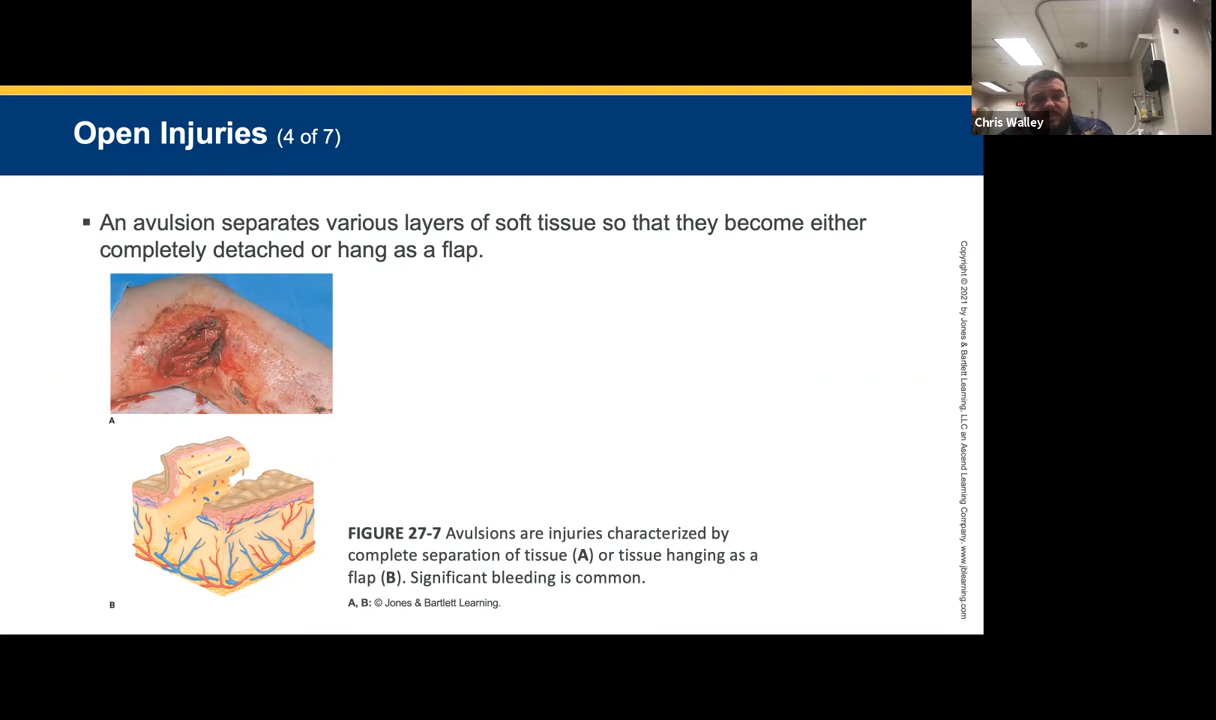 Open Injuries (4 of 7)
Chris Walley
▪ An avulsion separates various layers of soft tissue so that they become either
completely detached or hang as a flap.
A
B
FIGURE 27-7 Avulsions are injuries characterized by
complete separation of tissue (A) or tissue hanging as a
flap (B). Significant bleeding is common.
A, B: © Jones & Bartlett Learning.
Copyright © 2021 by Jones & Bartlett Learning, LLC an Ascend Learning Company. www.jblearning.com